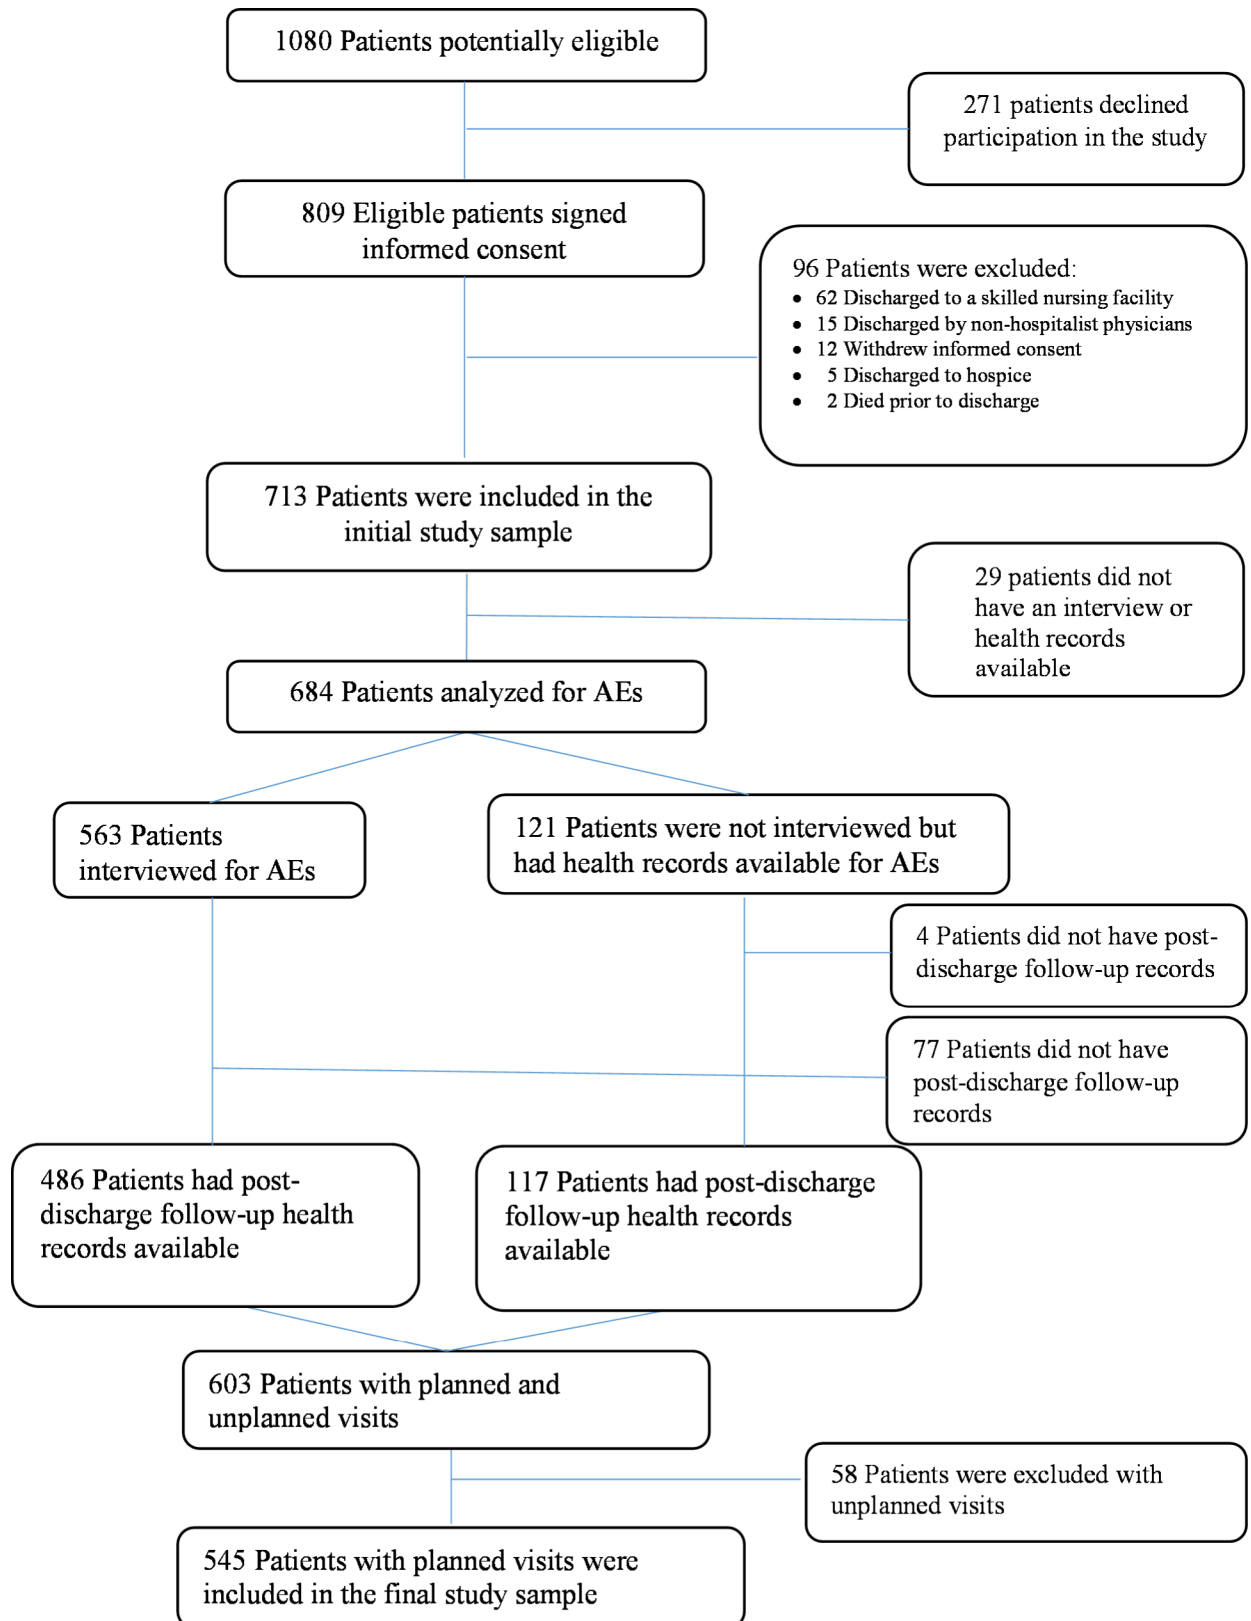 1080 Patients potentially eligible
271 patients declined
participation in the study
809 Eligible patients signed
informed consent
96 Patients were excluded:
• 62 Discharged to a skilled nursing facility
• 15 Discharged by non-hospitalist physicians
• 12 Withdrew informed consent
• 5 Discharged to hospice
• 2 Died prior to discharge
713 Patients were included in the
initial study sample
29 patients did not
have an interview or
health records
available
684 Patients analyzed for AEs
563 Patients
interviewed for AEs
121 Patients were not interviewed but
had health records available for AEs
4 Patients did not have post-
discharge follow-up records
77 Patients did not have
post-discharge follow-up
records
486 Patients had post-
discharge follow-up health
records available
117 Patients had post-discharge
follow-up health records
available
603 Patients with planned and
unplanned visits
58 Patients were excluded with
unplanned visits
545 Patients with planned visits were
included in the final study sample